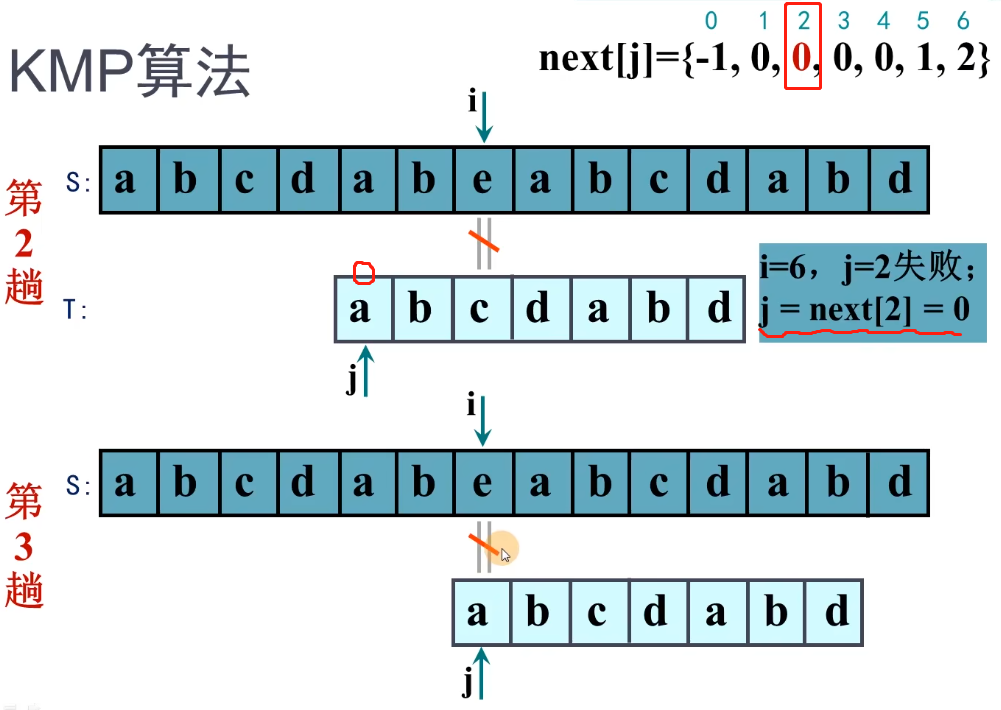 0 1 2 3 4 5 6
KMP算法
next[j]={-1, 0, 0, 0, 0, 1, 2}
i
第2趟
S: a b c d a b e a b c d a b d
T: a b c d a b d
i=6，j=2失败；
j = next[2] = 0
j
i
第3趟
S: a b c d a b e a b c d a b d
a b c d a b d
j